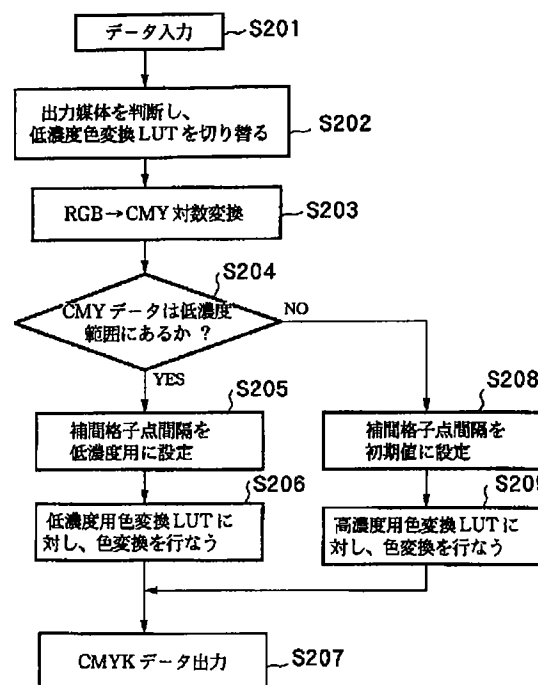 データ入力
S201
出力媒体を判断し、
低濃度色変換LUTを切り替る
S202
RGB→CMY 対数変換
S203
S204
CMYデータは低濃度
範囲にあるか ?
NO
YES
S205
補間格子点間隔を
低濃度用に設定
S206
低濃度用色変換LUTに
対し、色変換を行なう
S208
補間格子点間隔を
初期値に設定
S209
高濃度用色変換LUTに
対し、色変換を行なう
CMYKデータ出力
S207